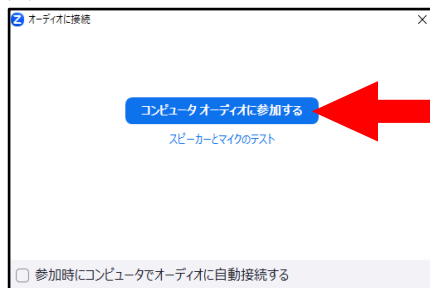 オーディオに接続
コンピュータ オーディオに参加する
スピーカーとマイクのテスト
参加時にコンピュータでオーディオに自動接続する